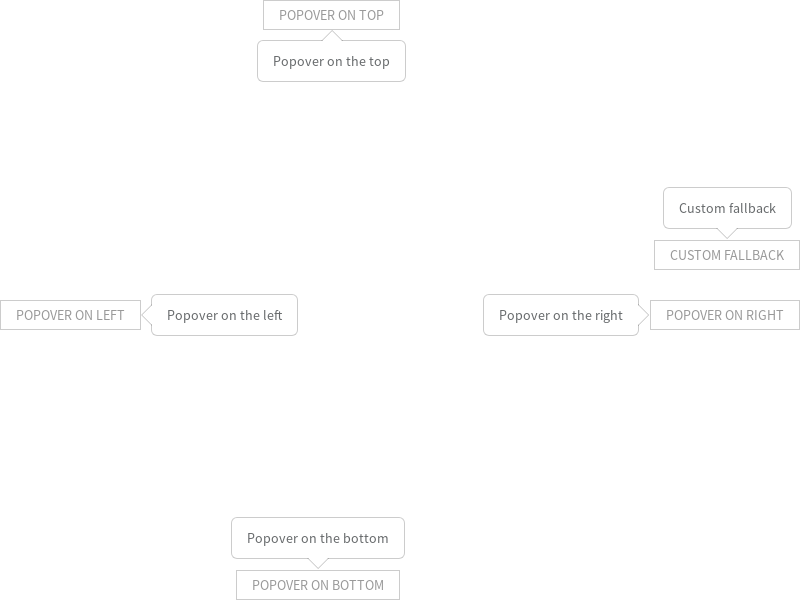 POPOVER ON TOP
Popover on the top
Custom fallback
CUSTOM FALLBACK
POPOVER ON LEFT
Popover on the left
Popover on the right
POPOVER ON RIGHT
Popover on the bottom
POPOVER ON BOTTOM